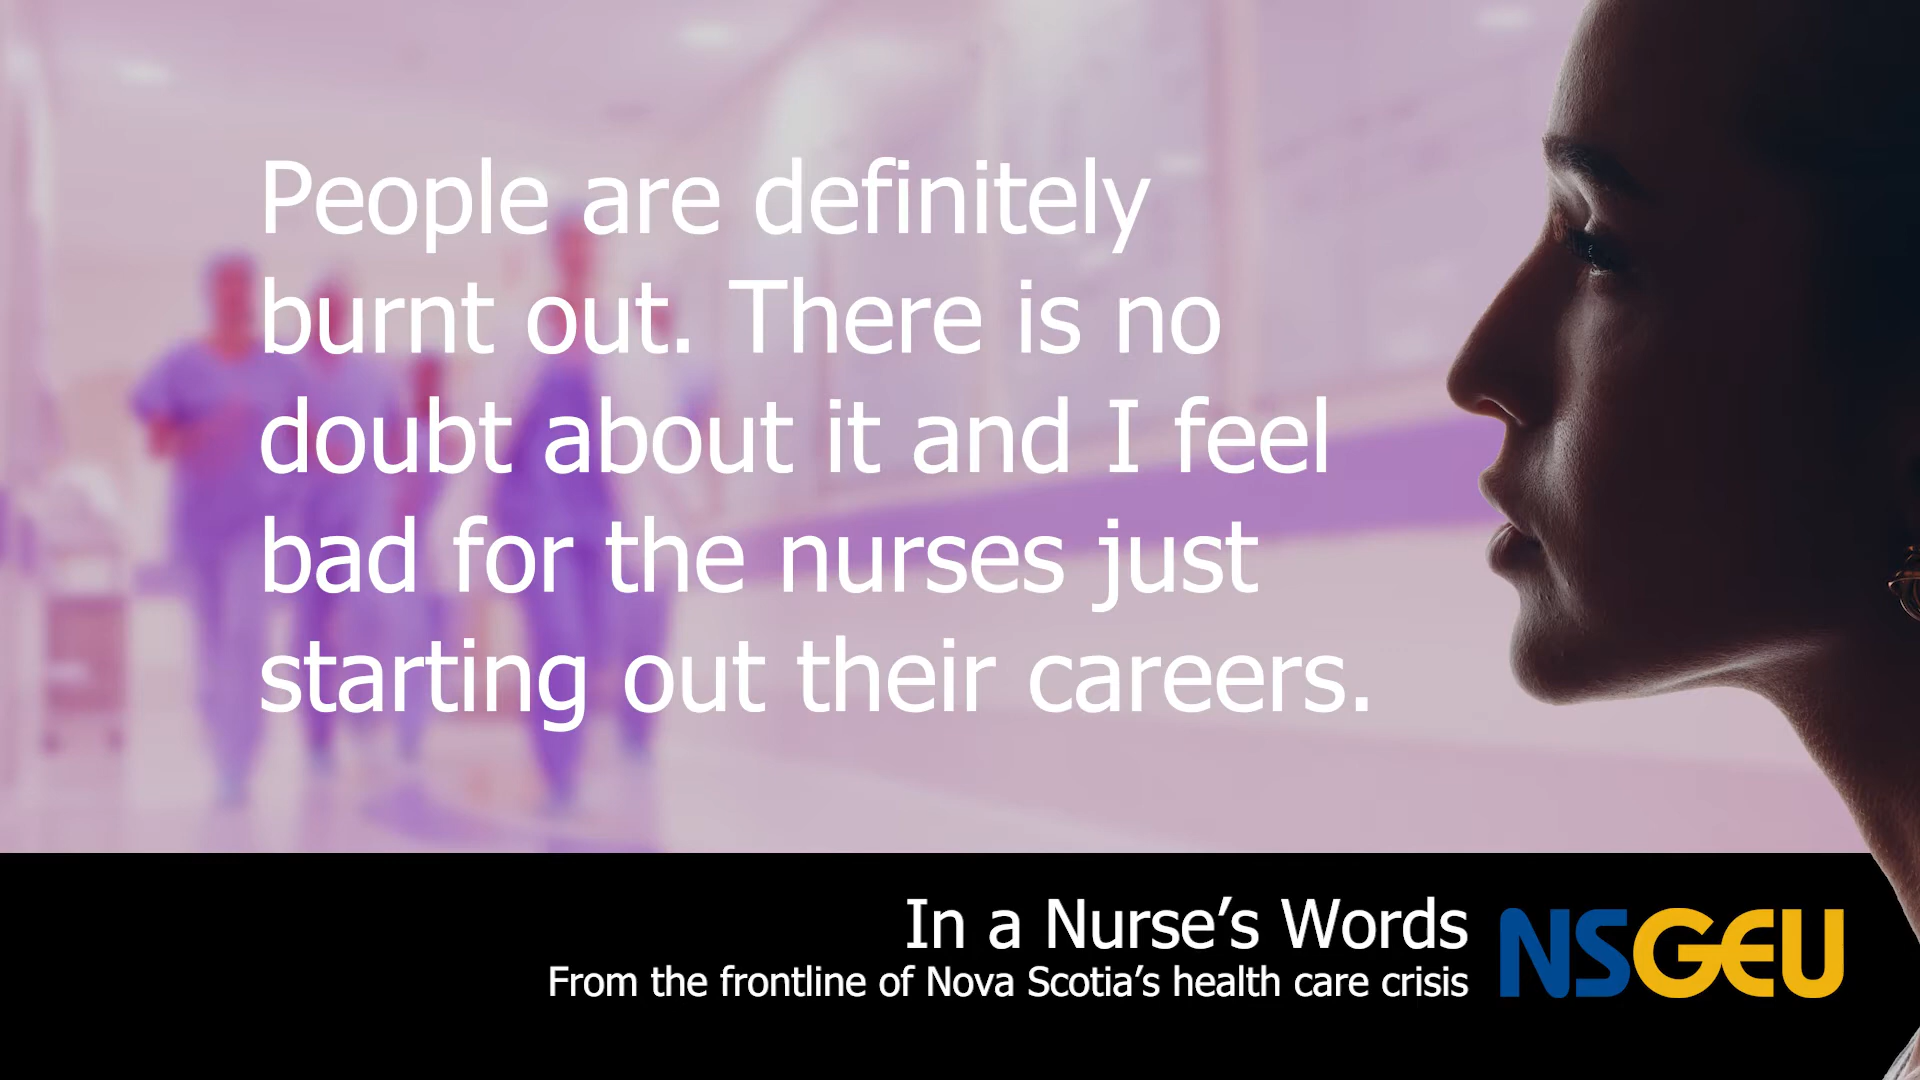 People are definitely
burnt out. There is no
doubt about it and I feel
bad for the nurses just
starting out their careers.
In a Nurse’s Words
From the frontline of Nova Scotia’s health care crisis
NSGEU